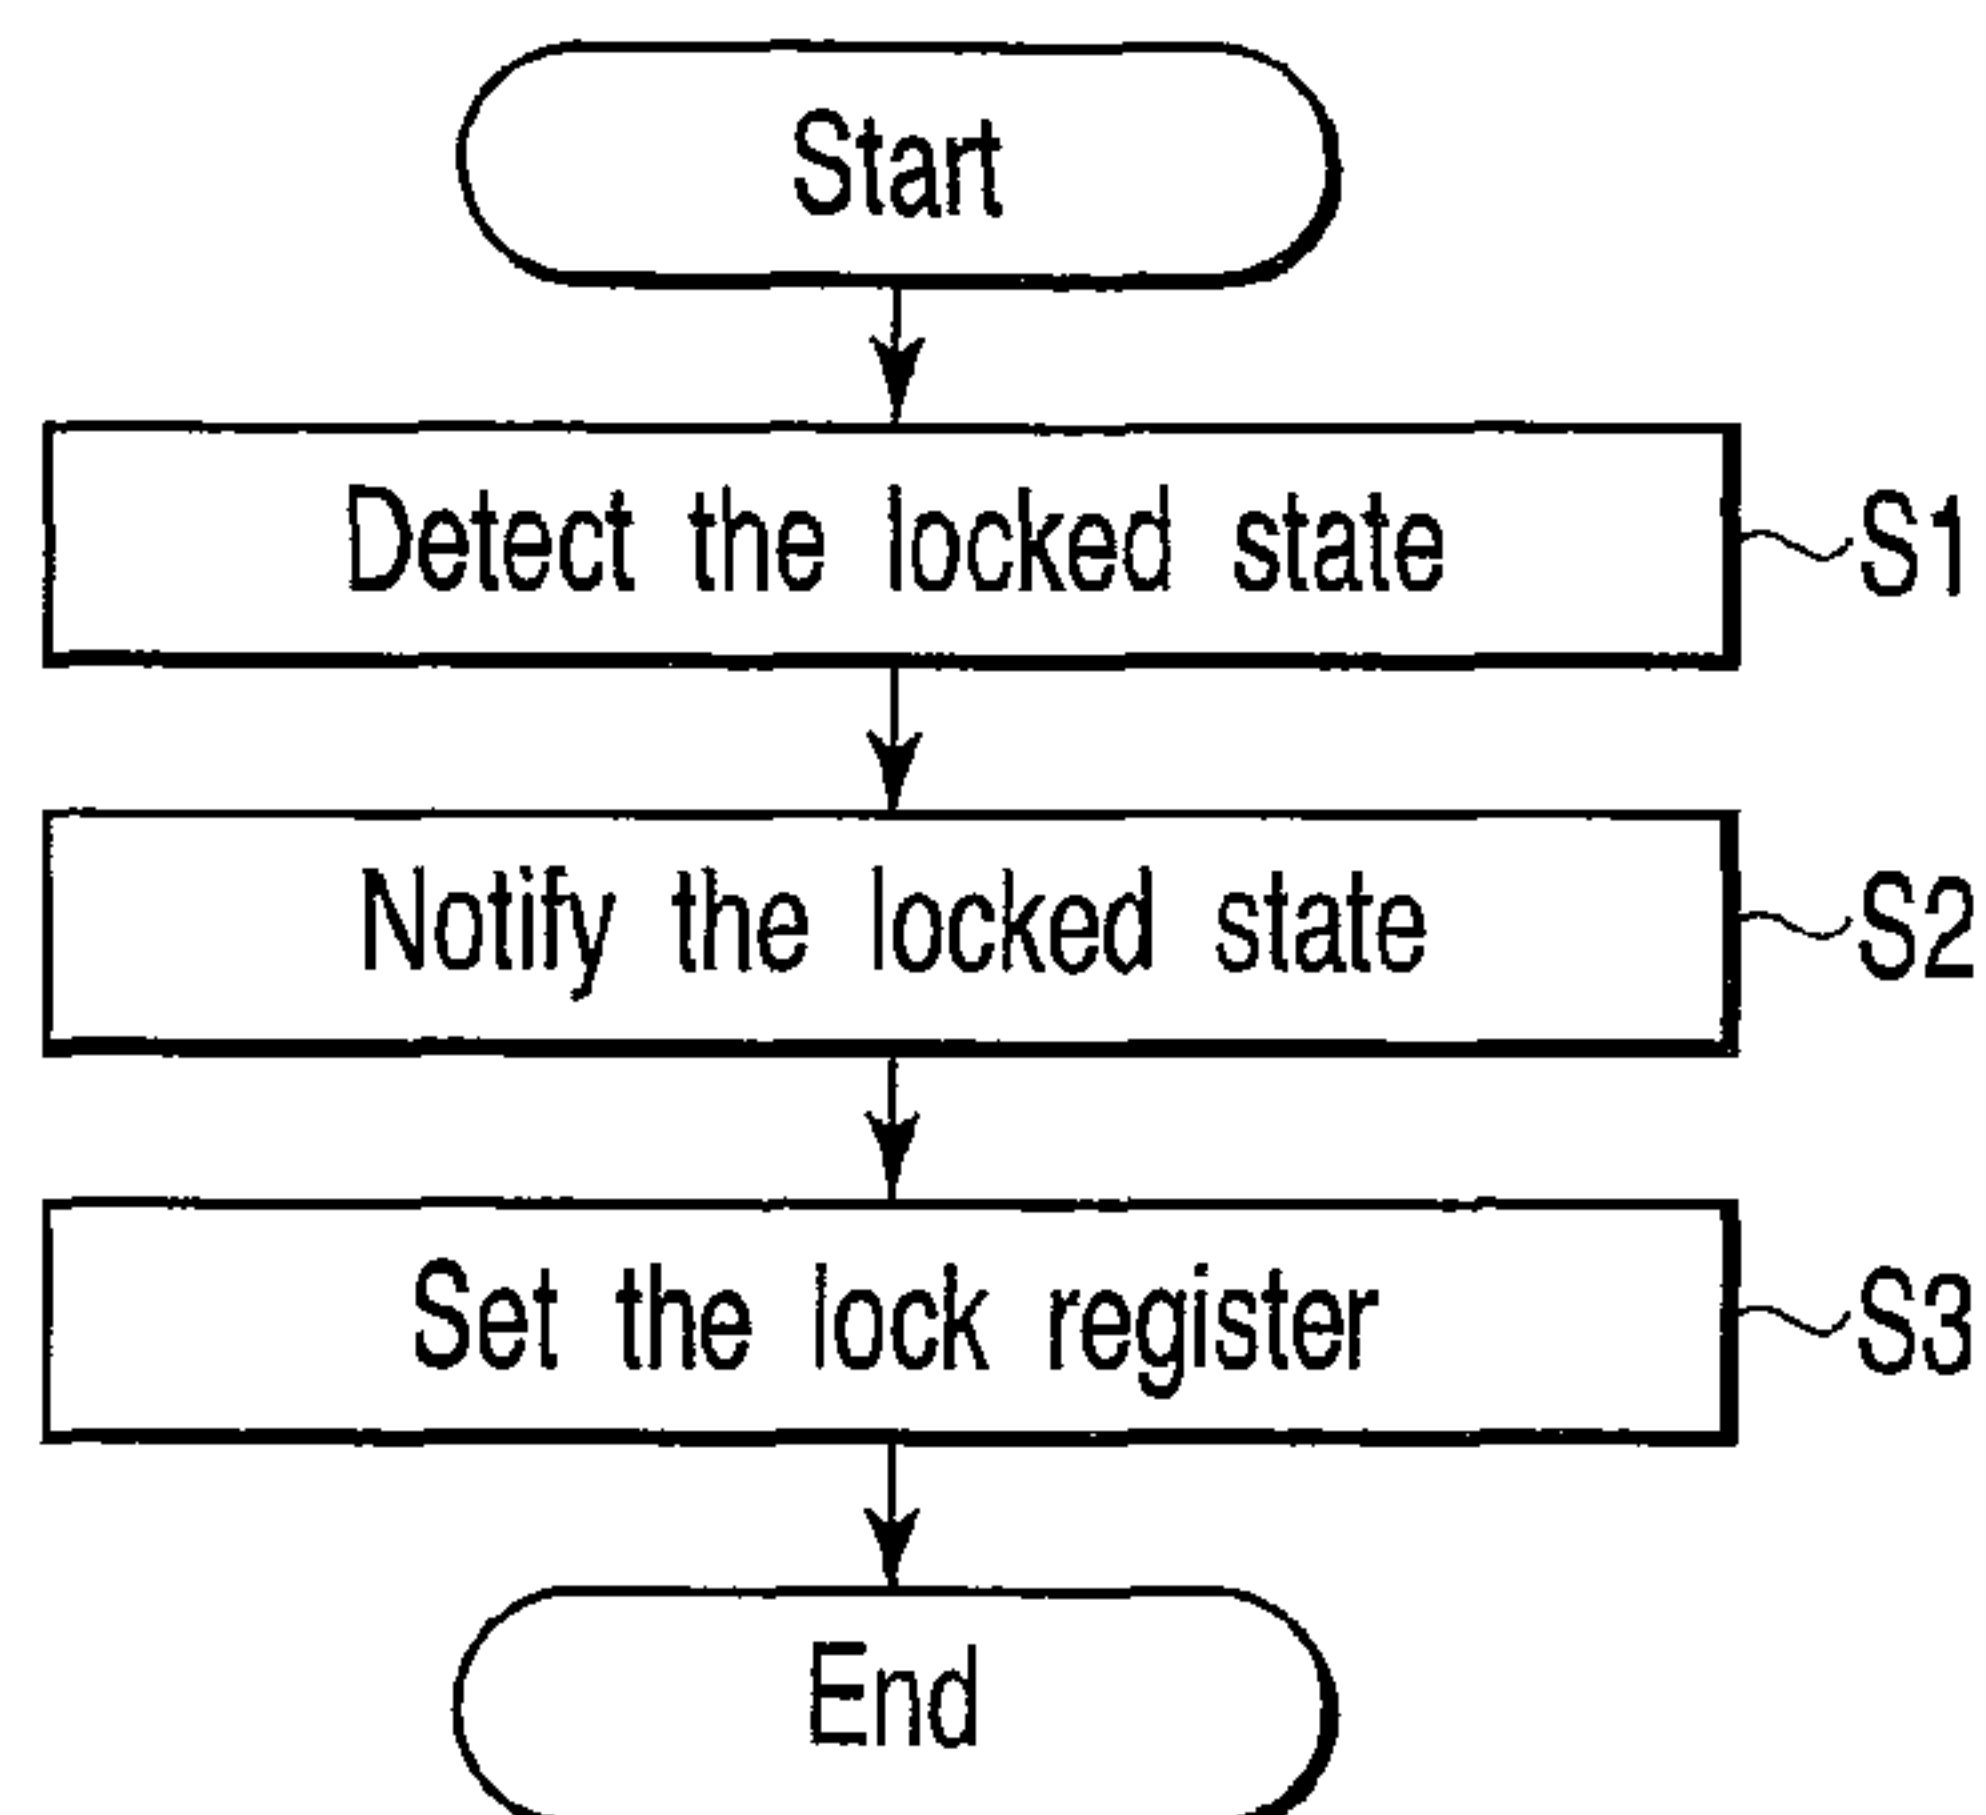 Start
Detect the locked state
S1
Notify the locked state
S2
Set the lock register
S3
End